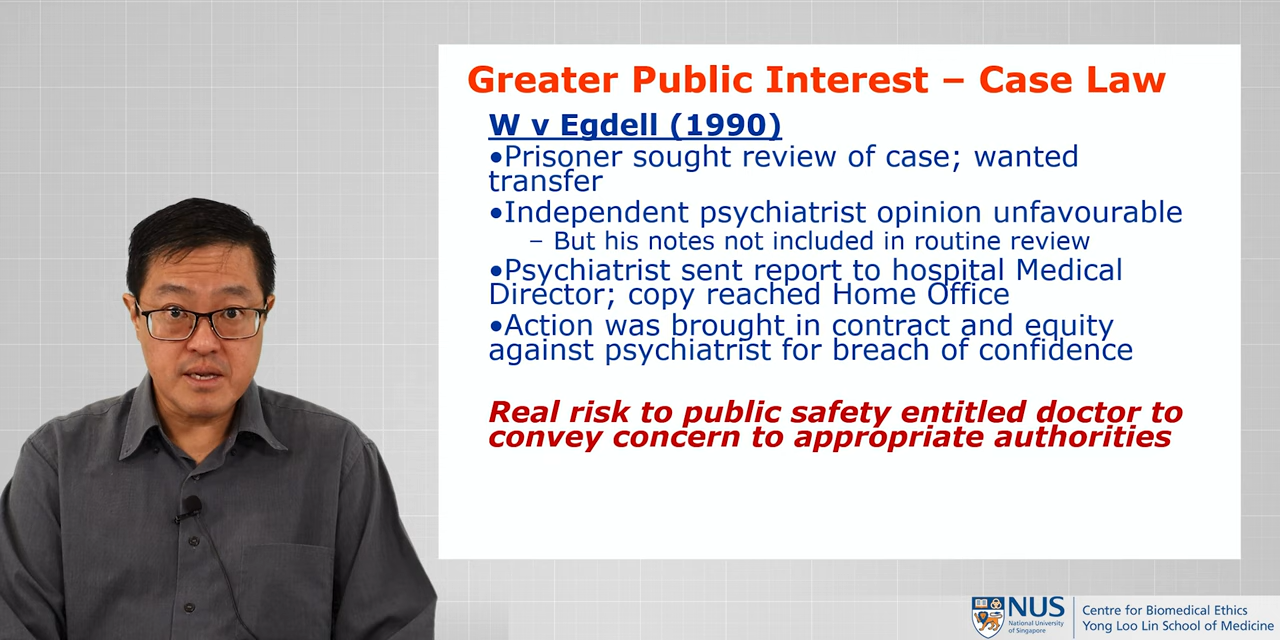 Greater Public Interest – Case Law
W v Egdell (1990)
•Prisoner sought review of case; wanted
transfer
•Independent psychiatrist opinion unfavourable
– But his notes not included in routine review
•Psychiatrist sent report to hospital Medical
Director; copy reached Home Office
•Action was brought in contract and equity
against psychiatrist for breach of confidence
Real risk to public safety entitled doctor to
convey concern to appropriate authorities
NUS
National University
of Singapore
Centre for Biomedical Ethics
Yong Loo Lin School of Medicine